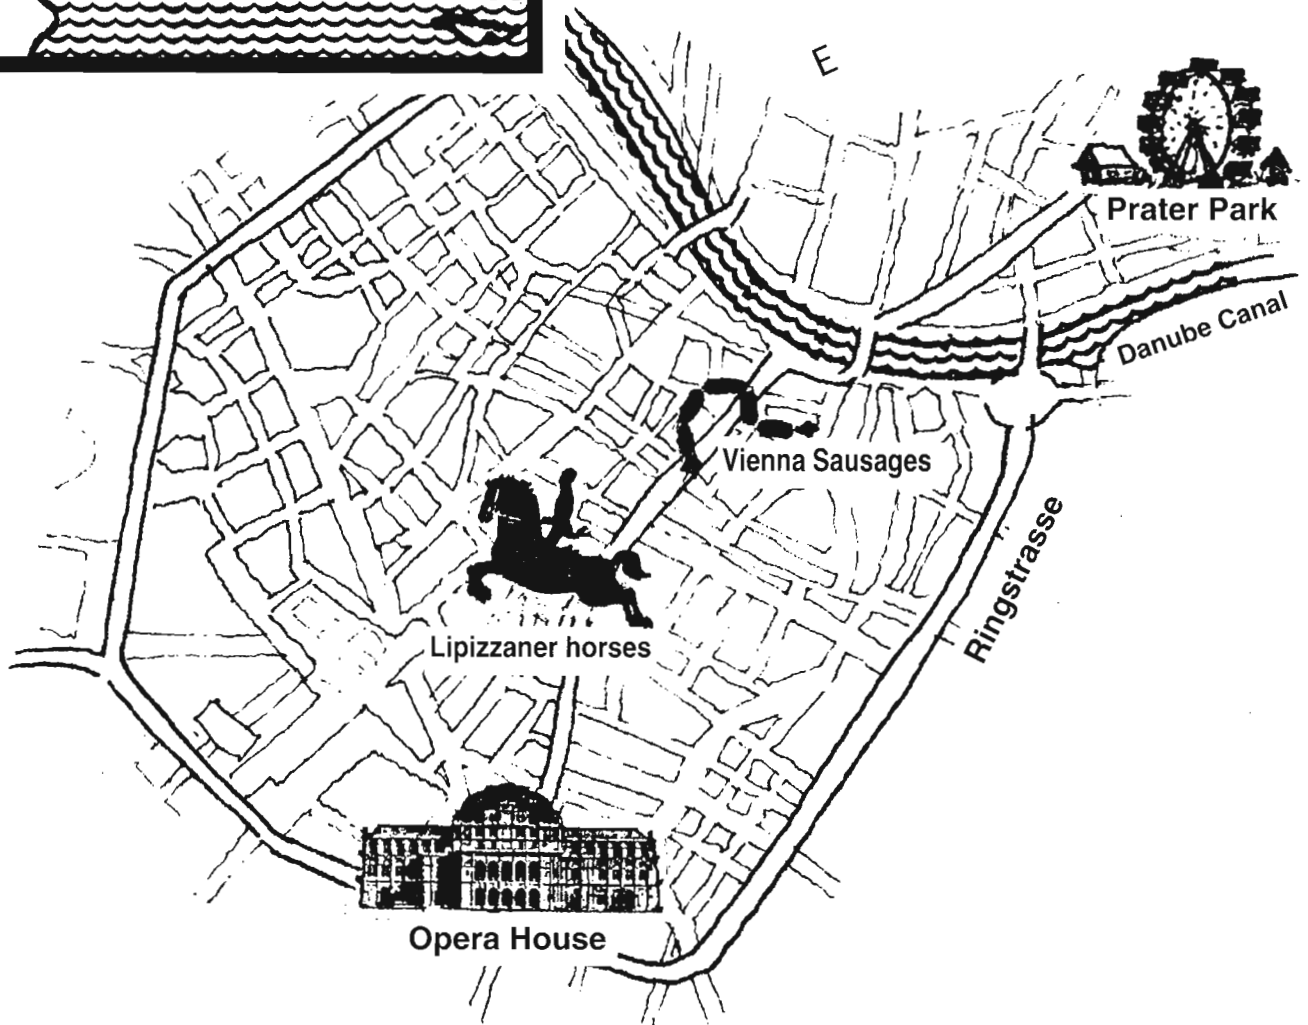 E
Prater Park
Danube Canal
Vienna Sausages
Ringstrasse
Lipizzaner horses
Opera House